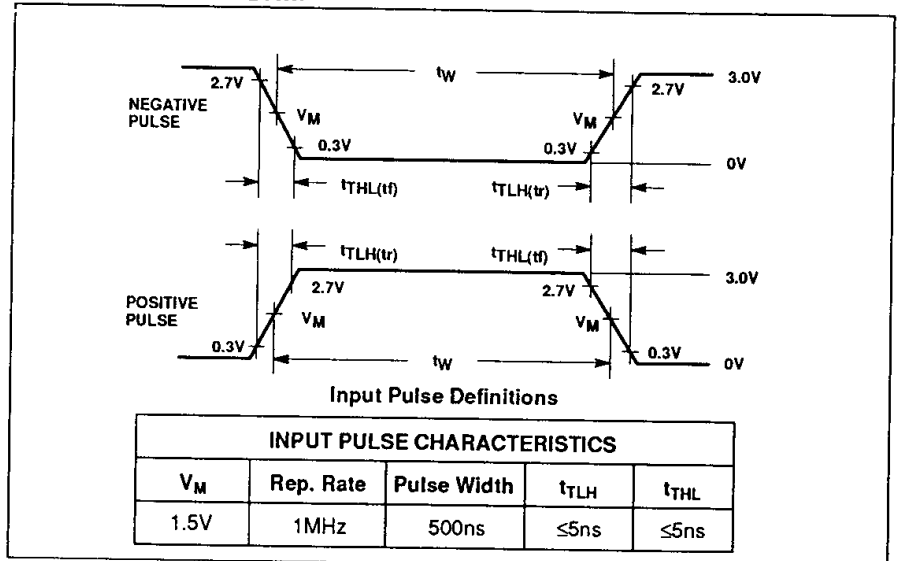 tW
2.7V 3.0V
2.7V
NEGATIVE
PULSE
VM VM
0.3V 0.3V
0V
tTHL(tf) tTLH(tr)
tTLH(tr) tTHL(tf)
3.0V
2.7V 2.7V
POSITIVE
PULSE
VM VM
0.3V 0.3V
tW 0V
Input Pulse Definitions
INPUT PULSE CHARACTERISTICS
VM Rep. Rate Pulse Width tTLH tTHL
1.5V 1MHz 500ns ≤5ns ≤5ns